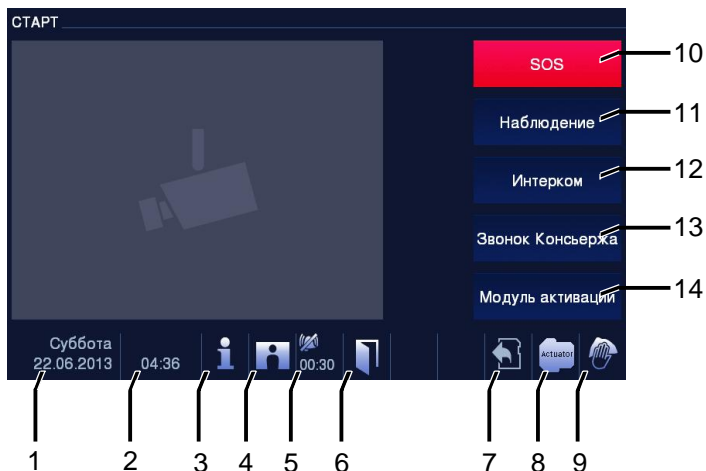 СТАРТ
SOS
10
Наблюдение
11
Интерком
12
Звонок Консьержа
13
Модуль активации
14
Суббота
22.06.2013
04:36
00:30
Actuator
1
2
3
4
5
6
7
8
9